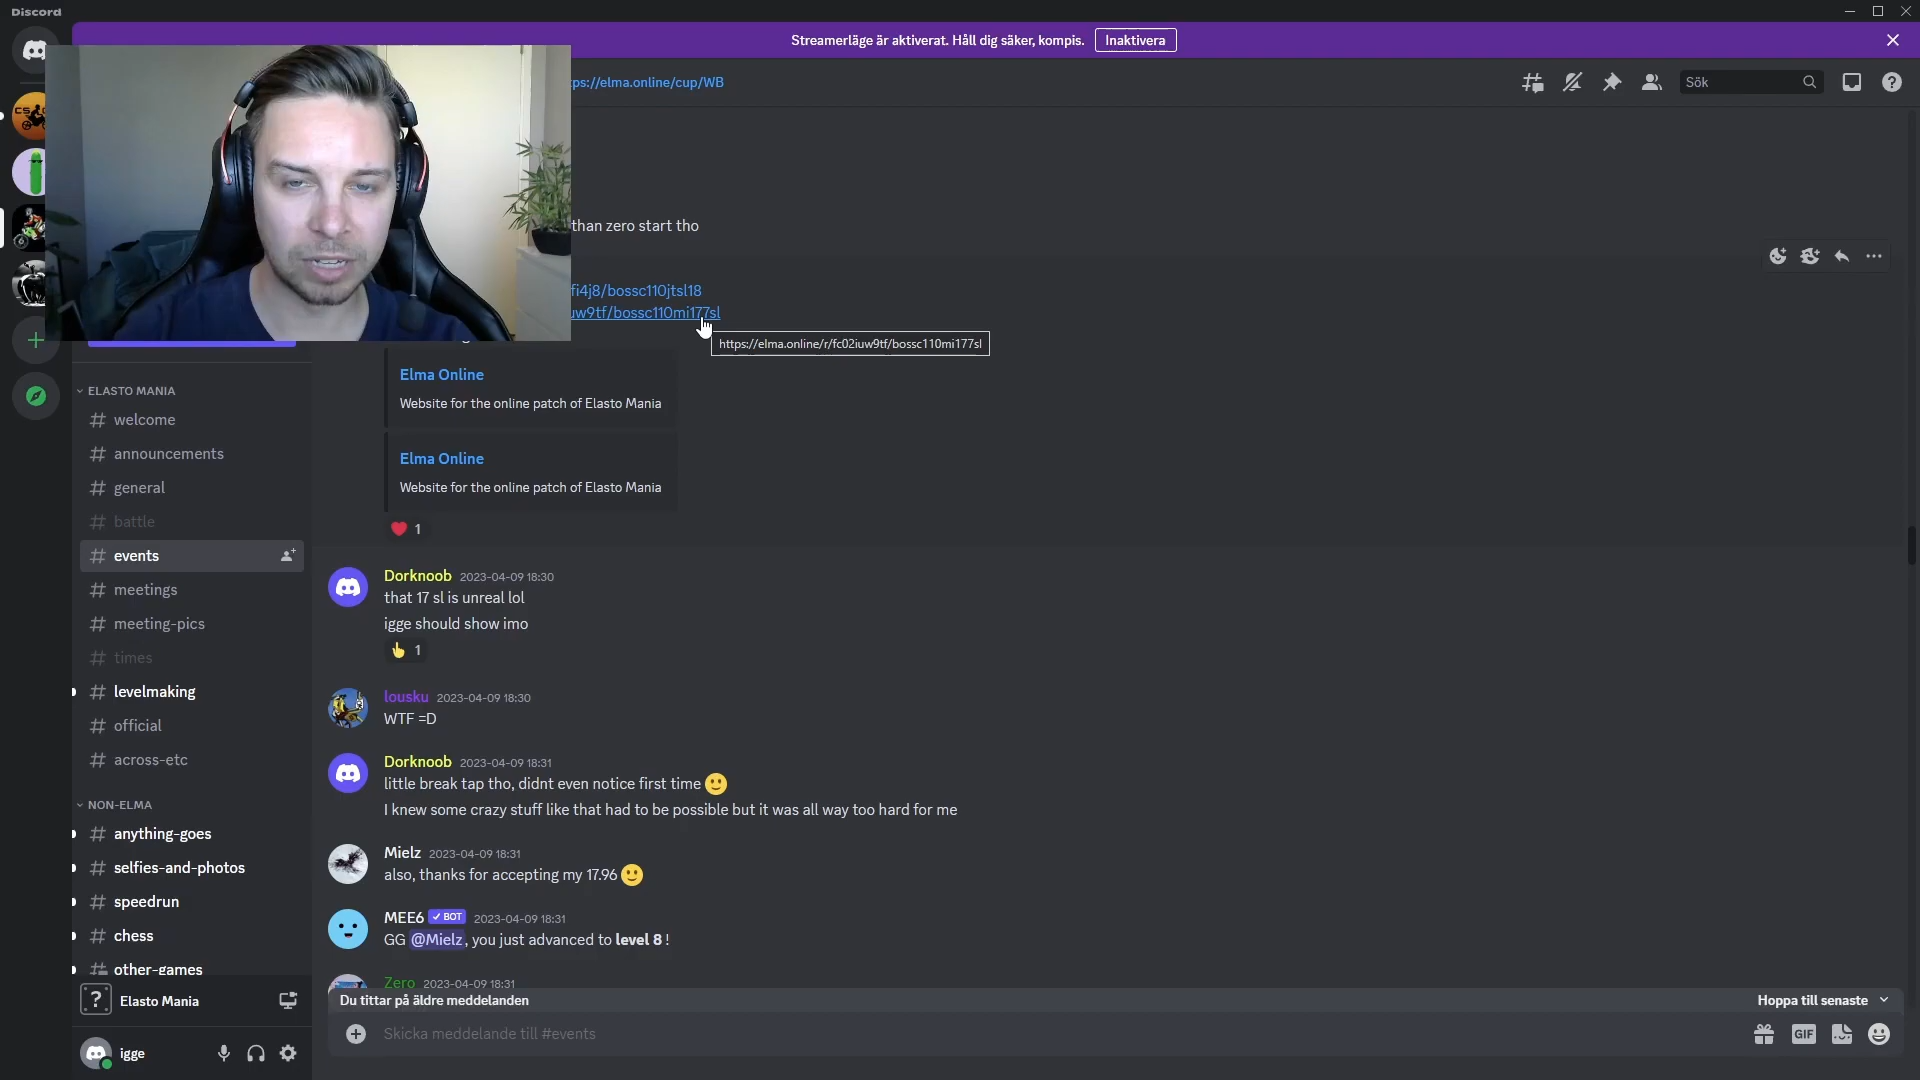 Discord
Streamerläge är aktiverat. Håll dig säker, kompis.
Inaktivera
ps://elma.online/cup/WB
Sök
than zero start tho
fi4j8/bossc110jtsl18
uw9tf/bossc110mi177sl
https://elma.online/r/fc02iuw9tf/bossc110mi177sl
Elma Online
Website for the online patch of Elasto Mania
Elma Online
Website for the online patch of Elasto Mania
1
ELASTO MANIA
welcome
announcements
general
battle
events
meetings
meeting-pics
times
levelmaking
official
across-etc
NON-ELMA
anything-goes
selfies-and-photos
speedrun
chess
other-games
? Elasto Mania
igge
Dorknoob 2023-04-09 18:30
that 17 sl is unreal lol
igge should show imo
1
lousku 2023-04-09 18:30
WTF =D
Dorknoob 2023-04-09 18:31
little break tap tho, didnt even notice first time
I knew some crazy stuff like that had to be possible but it was all way too hard for me
Mielz 2023-04-09 18:31
also, thanks for accepting my 17.96
MEE6 ✓ BOT 2023-04-09 18:31
GG @Mielz, you just advanced to level 8 !
Zero 2023-04-09 18:31
Du tittar på äldre meddelanden
Hoppa till senaste
Skicka meddelande till #events
GIF